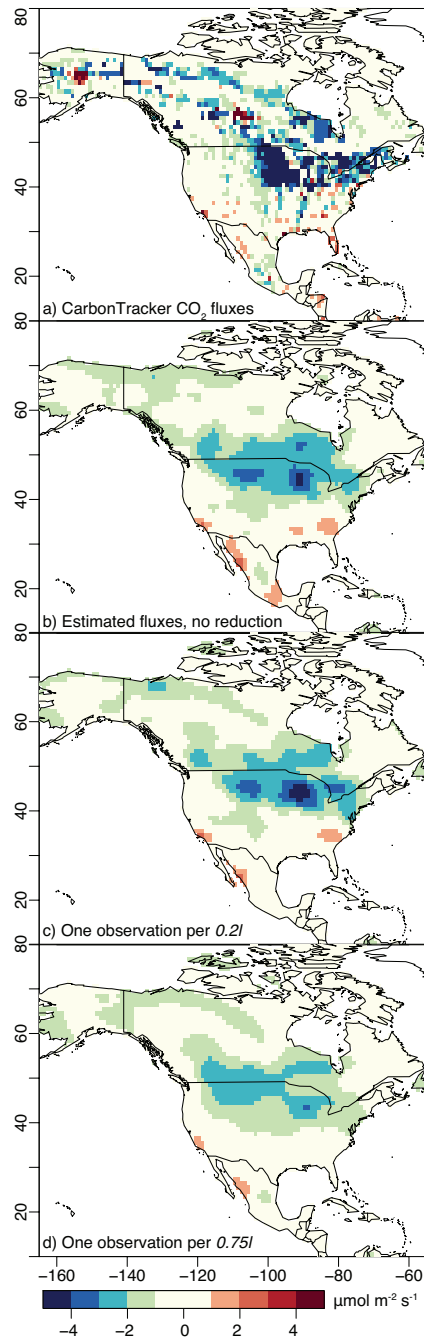 80
60
40
20
a) CarbonTracker CO₂ fluxes
80
60
40
20
b) Estimated fluxes, no reduction
80
60
40
20
c) One observation per 0.2l
80
60
40
20
d) One observation per 0.75l
−160 −140 −120 −100 −80 −60
μmol m⁻² s⁻¹
−4 −2 0 2 4